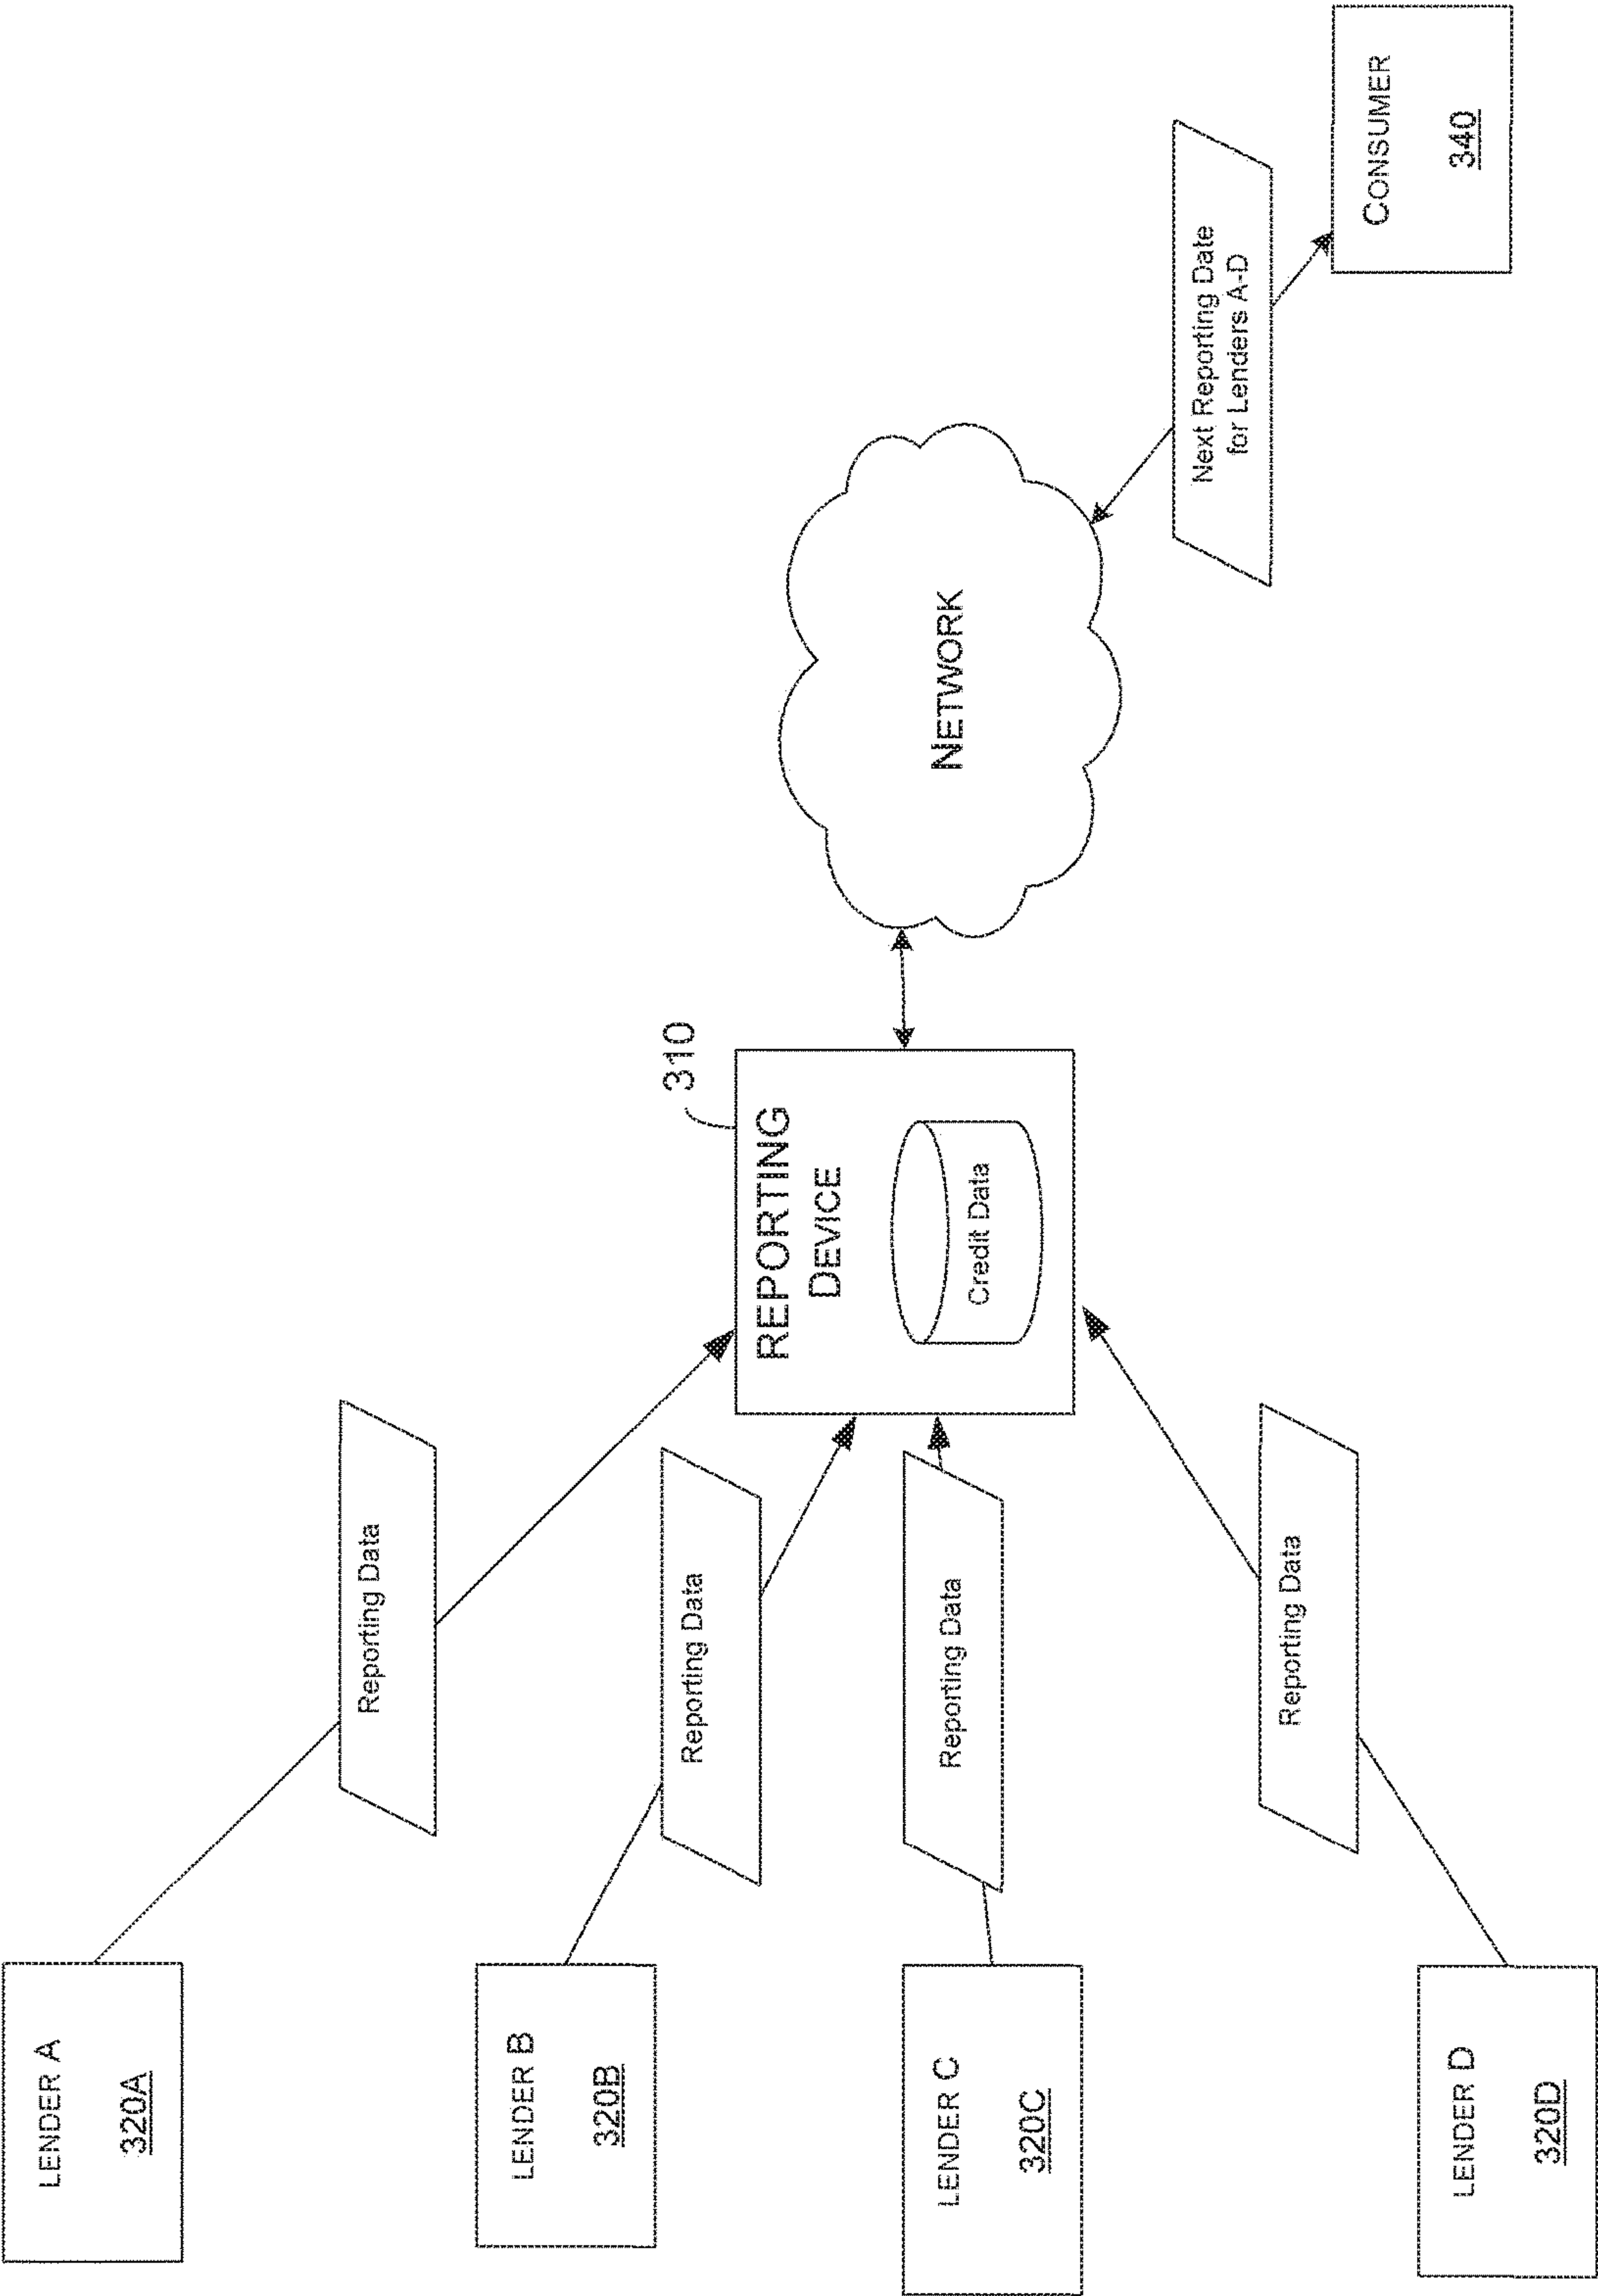 LENDER A
320A
Reporting Data
LENDER B
320B
Reporting Data
LENDER C
320C
Reporting Data
LENDER D
320D
Reporting Data
310
REPORTING
DEVICE
Credit Data
NETWORK
Next Reporting Date
for Lenders A-D
CONSUMER
340